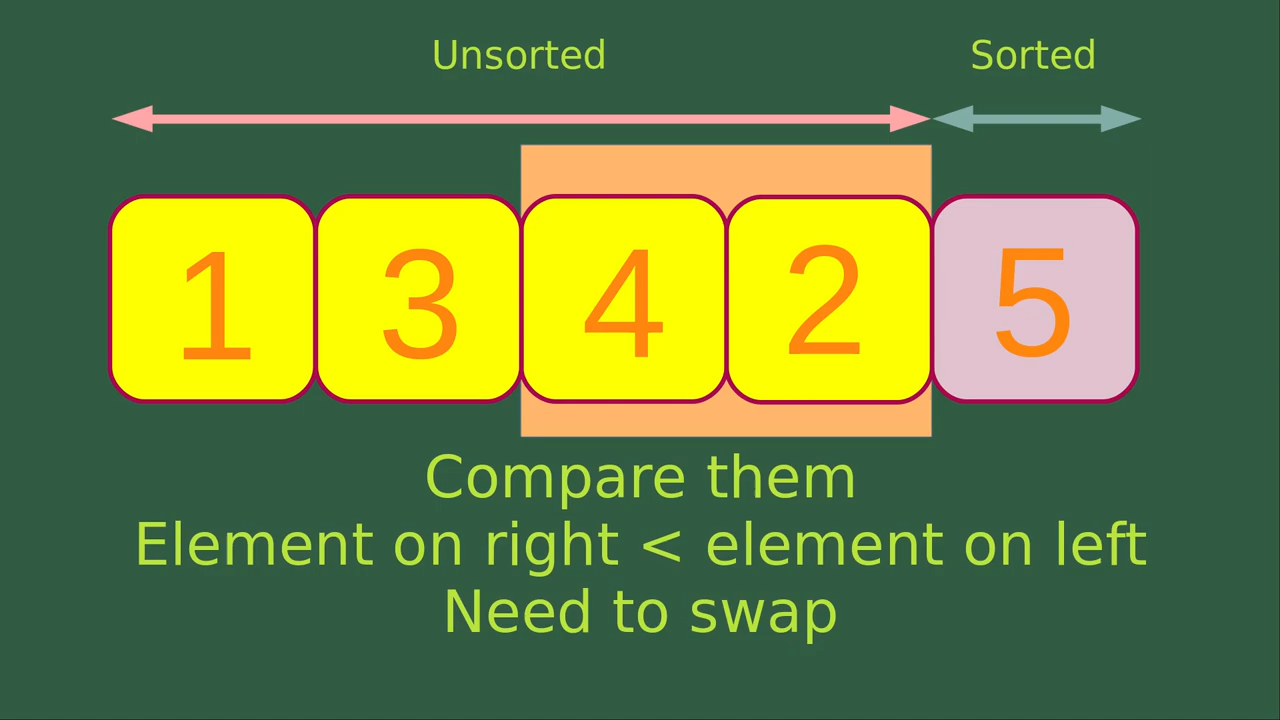 Unsorted Sorted
1 3 4 2 5
Compare them
Element on right < element on left
Need to swap